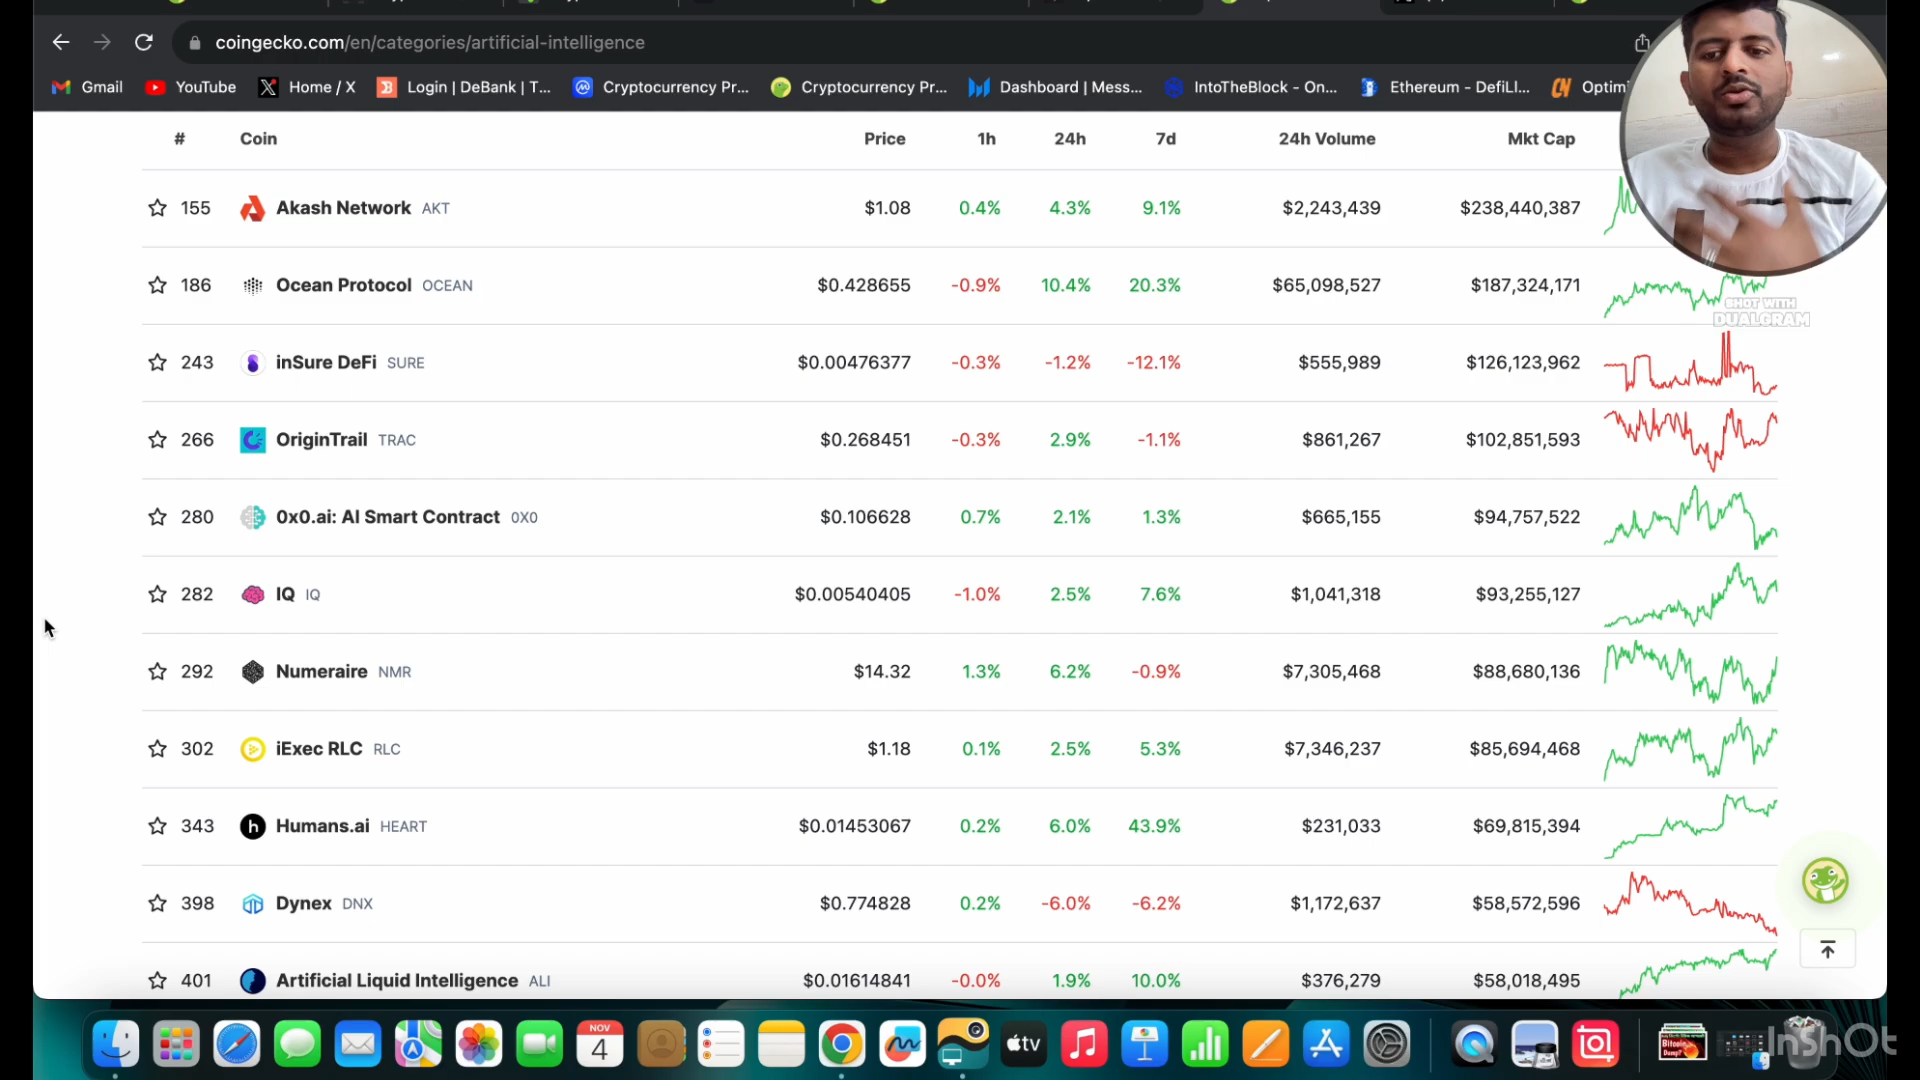 coingecko.com/en/categories/artificial-intelligence
Gmail YouTube Home / X Login | DeBank | T... Cryptocurrency Pr... Cryptocurrency Pr... Dashboard | Mess... IntoTheBlock - On... Ethereum - DefiLl... Optim
# Coin Price 1h 24h 7d 24h Volume Mkt Cap
155 Akash Network AKT $1.08 0.4% 4.3% 9.1% $2,243,439 $238,440,387
186 Ocean Protocol OCEAN $0.428655 -0.9% 10.4% 20.3% $65,098,527 $187,324,171
SHOT WITH
DUALGRAM
243 inSure DeFi SURE $0.00476377 -0.3% -1.2% -12.1% $555,989 $126,123,962
266 OriginTrail TRAC $0.268451 -0.3% 2.9% -1.1% $861,267 $102,851,593
280 0x0.ai: AI Smart Contract 0X0 $0.106628 0.7% 2.1% 1.3% $665,155 $94,757,522
282 IQ IQ $0.00540405 -1.0% 2.5% 7.6% $1,041,318 $93,255,127
292 Numeraire NMR $14.32 1.3% 6.2% -0.9% $7,305,468 $88,680,136
302 iExec RLC RLC $1.18 0.1% 2.5% 5.3% $7,346,237 $85,694,468
343 Humans.ai HEART $0.01453067 0.2% 6.0% 43.9% $231,033 $69,815,394
398 Dynex DNX $0.774828 0.2% -6.0% -6.2% $1,172,637 $58,572,596
401 Artificial Liquid Intelligence ALI $0.01614841 -0.0% 1.9% 10.0% $376,279 $58,018,495
NOV
4
tv
Bitcoin
Dump?
InShOt